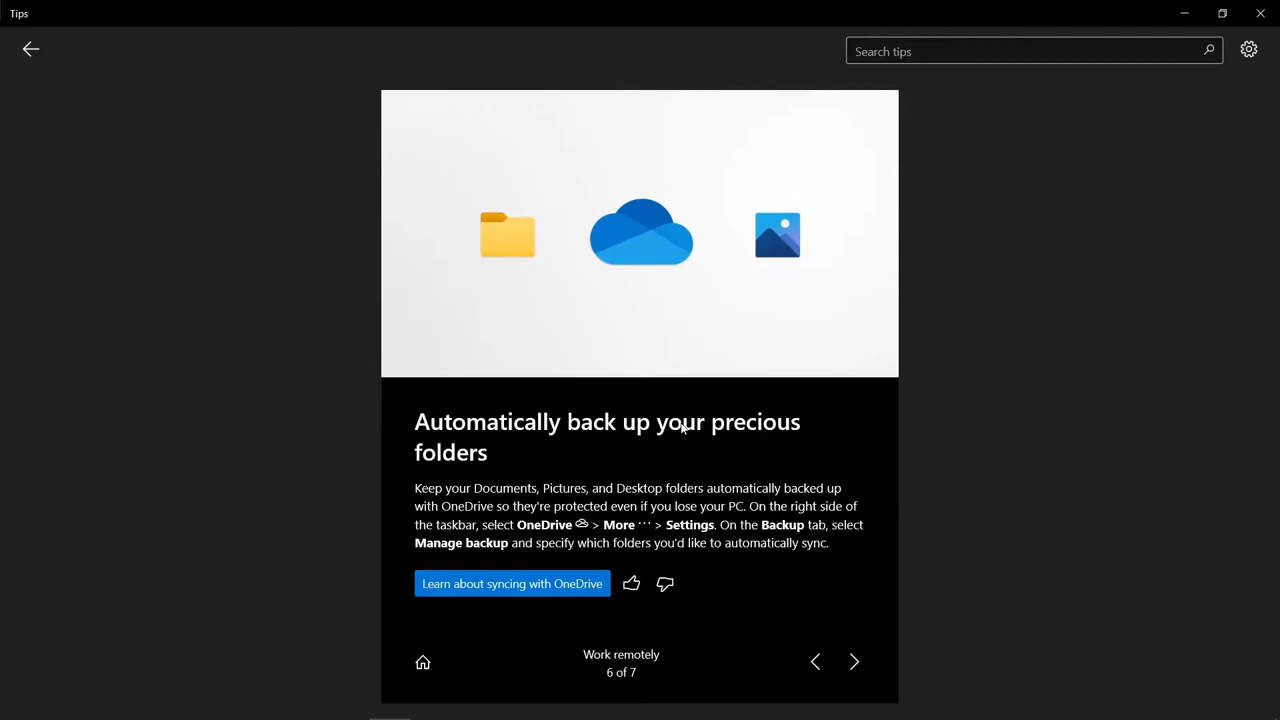 Tips
Search tips
Automatically back up your precious
folders
Keep your Documents, Pictures, and Desktop folders automatically backed up
with OneDrive so they're protected even if you lose your PC. On the right side of
the taskbar, select OneDrive > More ··· > Settings. On the Backup tab, select
Manage backup and specify which folders you'd like to automatically sync.
Learn about syncing with OneDrive
Work remotely
6 of 7